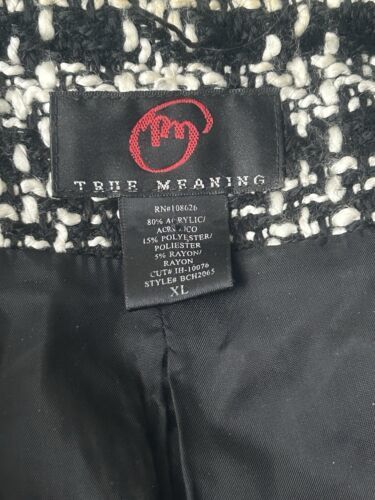 TRUE MEANING
RN#108626
80% ACRYLIC/
ACRILICO
15% POLYESTER/
POLIESTER
5% RAYON/
RAYON
CUT# IH-10076
STYLE# BCH2065
XL